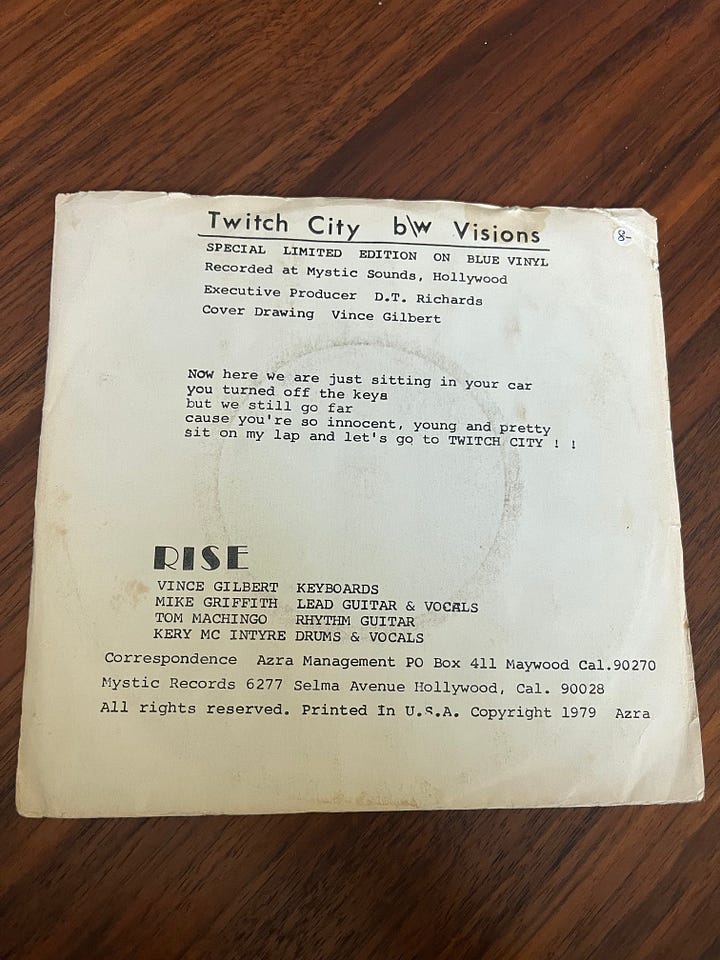 Twitch City b\w Visions
8-
SPECIAL LIMITED EDITION ON BLUE VINYL
Recorded at Mystic Sounds, Hollywood
Executive Producer D.T. Richards
Cover Drawing Vince Gilbert
Now here we are just sitting in your car
you turned off the keys
but we still go far
cause you're so innocent, young and pretty
sit on my lap and let's go to TWITCH CITY ! !
RISE
VINCE GILBERT KEYBOARDS
MIKE GRIFFITH LEAD GUITAR & VOCALS
TOM MACHINGO RHYTHM GUITAR
KERY MC INTYRE DRUMS & VOCALS
Correspondence Azra Management PO Box 411 Maywood Cal.90270
Mystic Records 6277 Selma Avenue Hollywood, Cal. 90028
All rights reserved. Printed In U.S.A. Copyright 1979 Azra